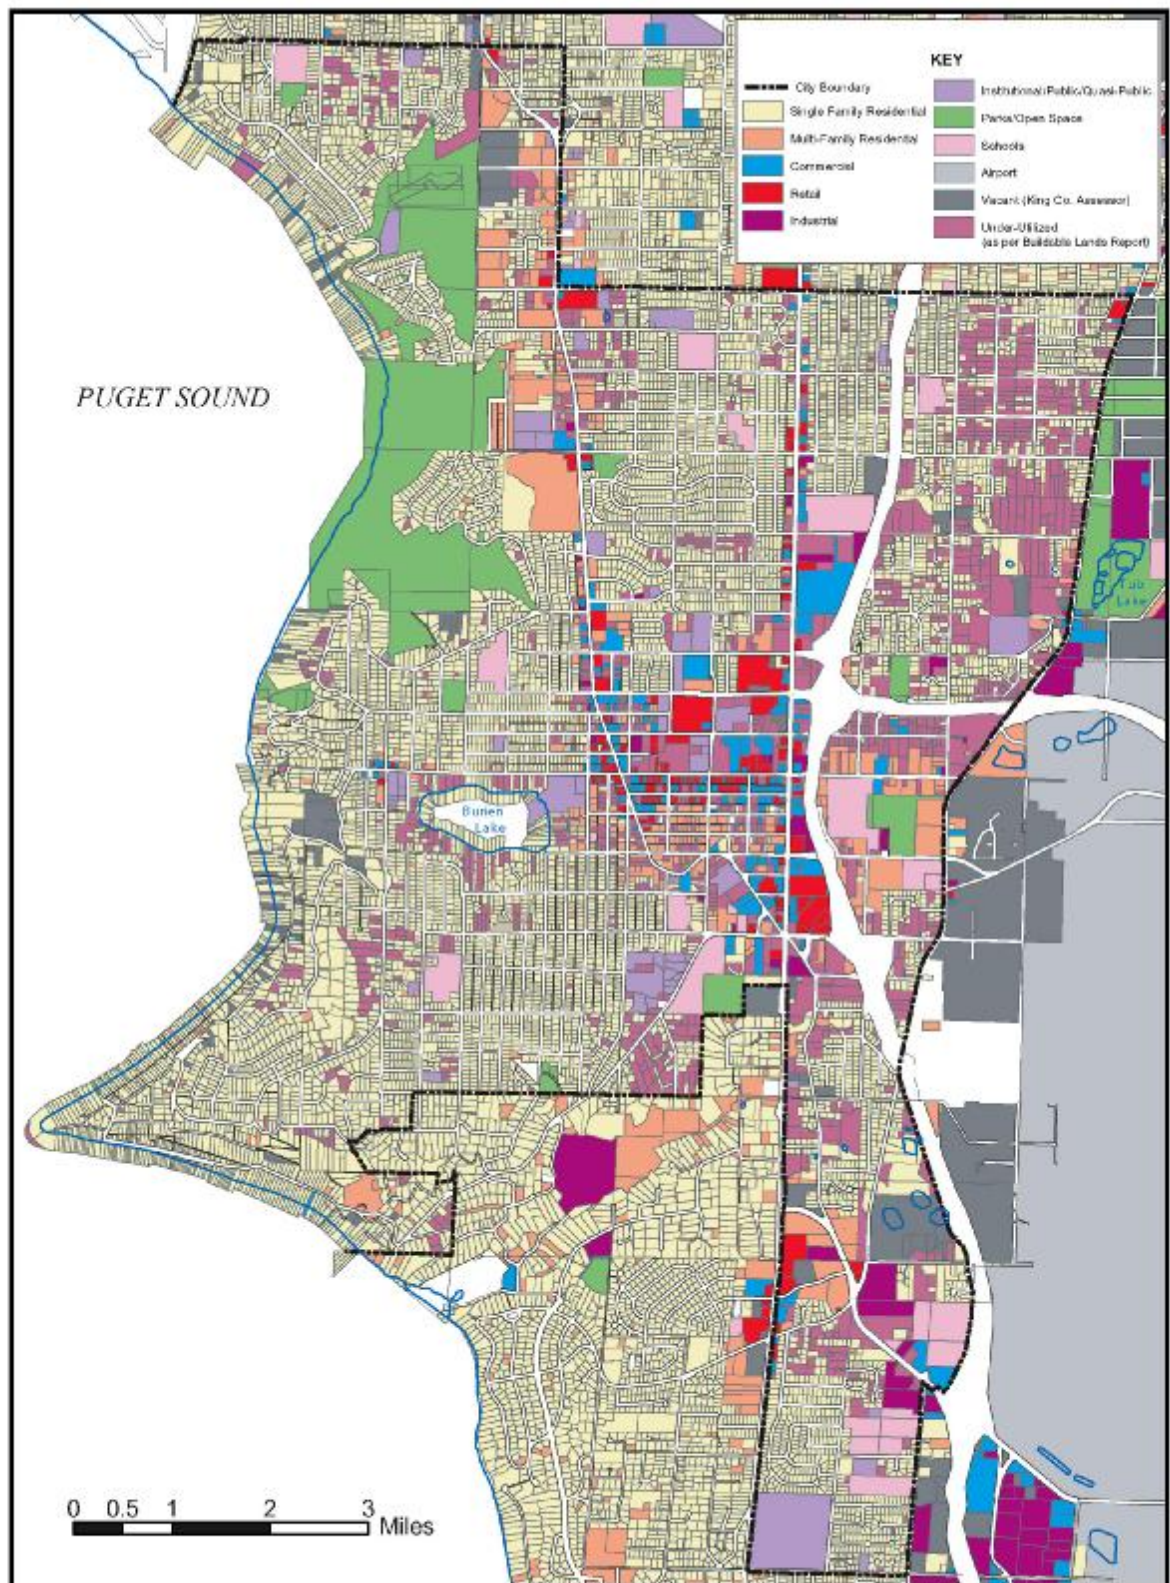 KEY
City Boundary
Single Family Residential
Multi-Family Residential
Commercial
Retail
Industrial
Institutional/Public/Quasi-Public
Parks/Open Space
Schools
Airport
Vacant (King Co. Assessor)
Under-Utilized
(as per Buildable Lands Report)
PUGET SOUND
Tub
Lake
Burien
Lake
0 0.5 1 2 3
Miles